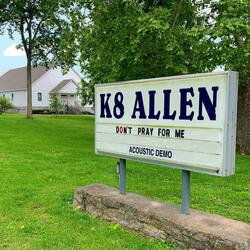 K8 ALLEN
DON'T PRAY FOR ME
ACOUSTIC DEMO